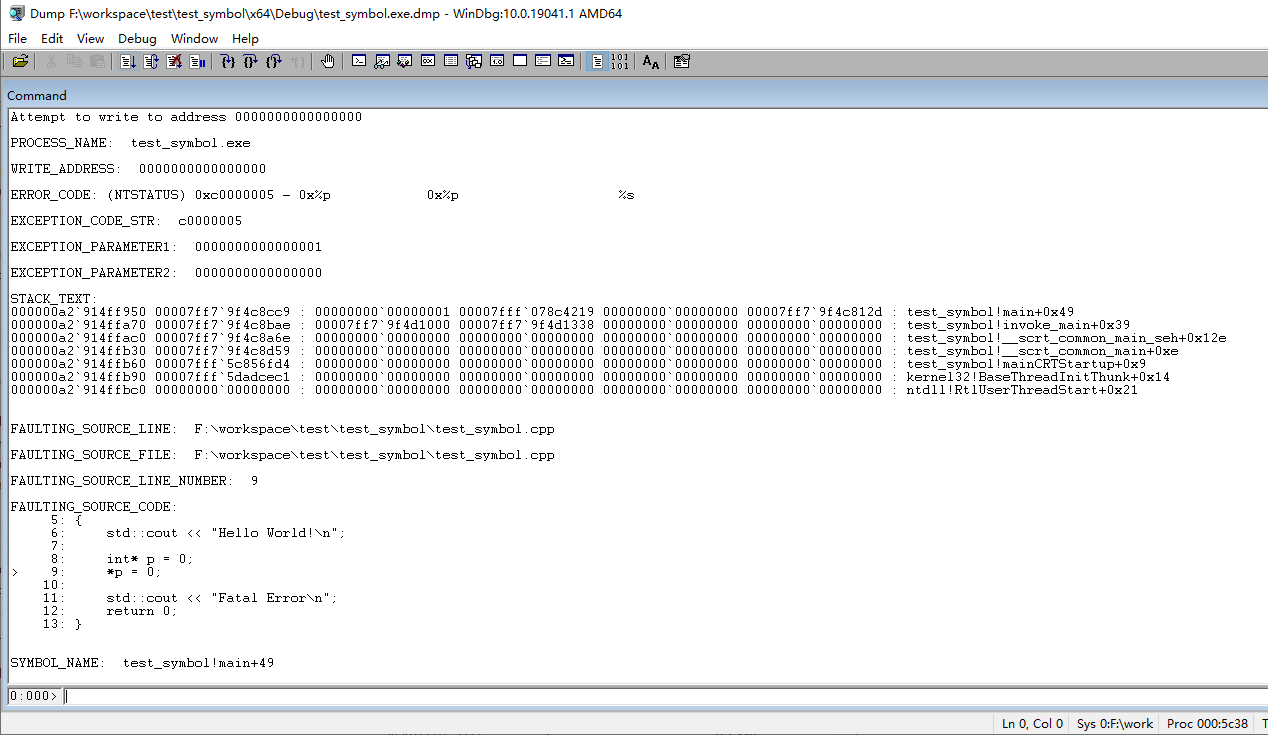 Dump F:\workspace\test\test_symbol\x64\Debug\test_symbol.exe.dmp - WinDbg:10.0.19041.1 AMD64
File Edit View Debug Window Help
Command
Attempt to write to address 0000000000000000
PROCESS_NAME:  test_symbol.exe
WRITE_ADDRESS:  0000000000000000
ERROR_CODE: (NTSTATUS) 0xc0000005 - 0x%p            0x%p                    %s
EXCEPTION_CODE_STR:  c0000005
EXCEPTION_PARAMETER1:  0000000000000001
EXCEPTION_PARAMETER2:  0000000000000000
STACK_TEXT:
000000a2`914ff950 00007ff7`9f4c8cc9 : 00000000`00000001 00007fff`078c4219 00000000`00000000 00007ff7`9f4c812d : test_symbol!main+0x49
000000a2`914ffa70 00007ff7`9f4c8bae : 00007ff7`9f4d1000 00007ff7`9f4d1338 00000000`00000000 00000000`00000000 : test_symbol!invoke_main+0x39
000000a2`914ffac0 00007ff7`9f4c8a6e : 00000000`00000000 00000000`00000000 00000000`00000000 00000000`00000000 : test_symbol!__scrt_common_main_seh+0x12e
000000a2`914ffb30 00007ff7`9f4c8d59 : 00000000`00000000 00000000`00000000 00000000`00000000 00000000`00000000 : test_symbol!__scrt_common_main+0xe
000000a2`914ffb60 00007fff`5c856fd4 : 00000000`00000000 00000000`00000000 00000000`00000000 00000000`00000000 : test_symbol!mainCRTStartup+0x9
000000a2`914ffb90 00007fff`5dadcec1 : 00000000`00000000 00000000`00000000 00000000`00000000 00000000`00000000 : kernel32!BaseThreadInitThunk+0x14
000000a2`914ffbc0 00000000`00000000 : 00000000`00000000 00000000`00000000 00000000`00000000 00000000`00000000 : ntdll!RtlUserThreadStart+0x21
FAULTING_SOURCE_LINE:  F:\workspace\test\test_symbol\test_symbol.cpp
FAULTING_SOURCE_FILE:  F:\workspace\test\test_symbol\test_symbol.cpp
FAULTING_SOURCE_LINE_NUMBER:  9
FAULTING_SOURCE_CODE:
     5: {
     6:     std::cout << "Hello World!\n";
     7:
     8:     int* p = 0;
>    9:     *p = 0;
    10:
    11:     std::cout << "Fatal Error\n";
    12:     return 0;
    13: }
SYMBOL_NAME:  test_symbol!main+49
0:000>
Ln 0, Col 0 Sys 0:F:\work Proc 000:5c38 T